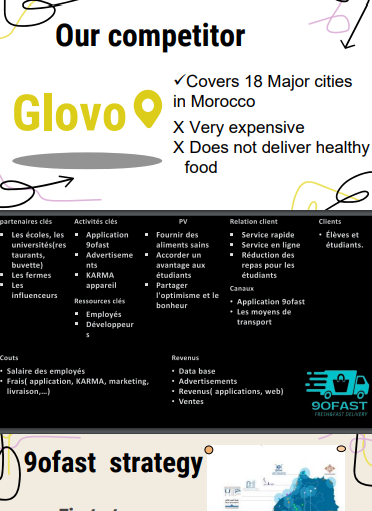 Our competitor
Glovo
✓Covers 18 Major cities
in Morocco
X Very expensive
X Does not deliver healthy
food
partenaires clés
▪ Les écoles, les
universités(res
taurants,
buvette)
▪ Les fermes
▪ Les
influenceurs
Activités clés
▪ Application
9ofast
▪ Advertiseme
nts
▪ KARMA
appareil
Ressources clés
▪ Employés
▪ Développeur
s
PV
▪ Fournir des
aliments sains
▪ Accorder un
avantage aux
étudiants
▪ Partager
l'optimisme et le
bonheur
Relation client
▪ Service rapide
▪ Service en ligne
▪ Réduction des
repas pour les
étudiants
Canaux
• Application 9ofast
• Les moyens de
transport
Clients
• Élèves et
étudiants.
Couts
• Salaire des employés
• Frais( application, KARMA, marketing,
livraison,…)
Revenus
• Data base
• Advertisements
• Revenus( applications, web)
• Ventes
9OFAST
FRESH&FAST DELIVERY
9ofast strategy